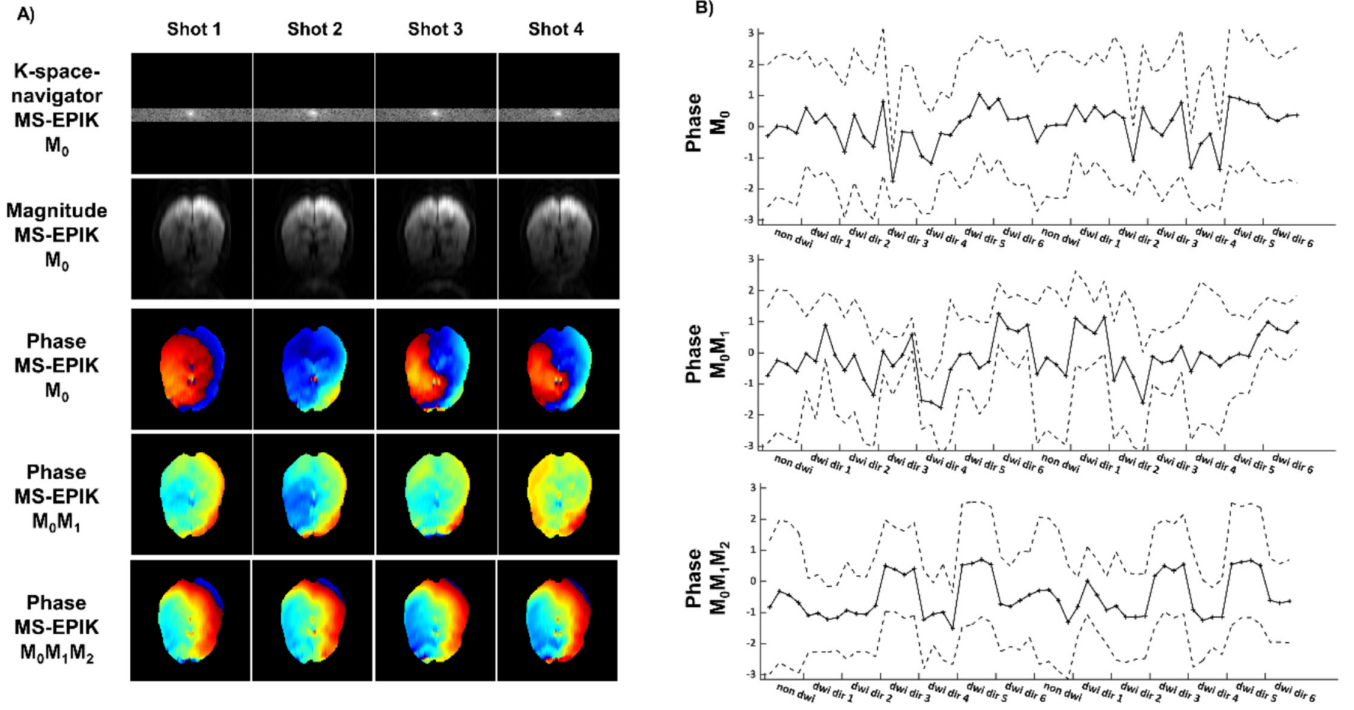 A)
Shot 1 Shot 2 Shot 3 Shot 4
K-space-
navigator
MS-EPIK
M₀
Magnitude
MS-EPIK
M₀
Phase
MS-EPIK
M₀
Phase
MS-EPIK
M₀M₁
Phase
MS-EPIK
M₀M₁M₂
B)
Phase
M₀
3
2
1
0
-1
-2
-3
non dwi dwi dir 1 dwi dir 2 dwi dir 3 dwi dir 4 dwi dir 5 dwi dir 6 non dwi dwi dir 1 dwi dir 2 dwi dir 3 dwi dir 4 dwi dir 5 dwi dir 6
Phase
M₀M₁
3
2
1
0
-1
-2
-3
non dwi dwi dir 1 dwi dir 2 dwi dir 3 dwi dir 4 dwi dir 5 dwi dir 6 non dwi dwi dir 1 dwi dir 2 dwi dir 3 dwi dir 4 dwi dir 5 dwi dir 6
Phase
M₀M₁M₂
3
2
1
0
-1
-2
-3
non dwi dwi dir 1 dwi dir 2 dwi dir 3 dwi dir 4 dwi dir 5 dwi dir 6 non dwi dwi dir 1 dwi dir 2 dwi dir 3 dwi dir 4 dwi dir 5 dwi dir 6